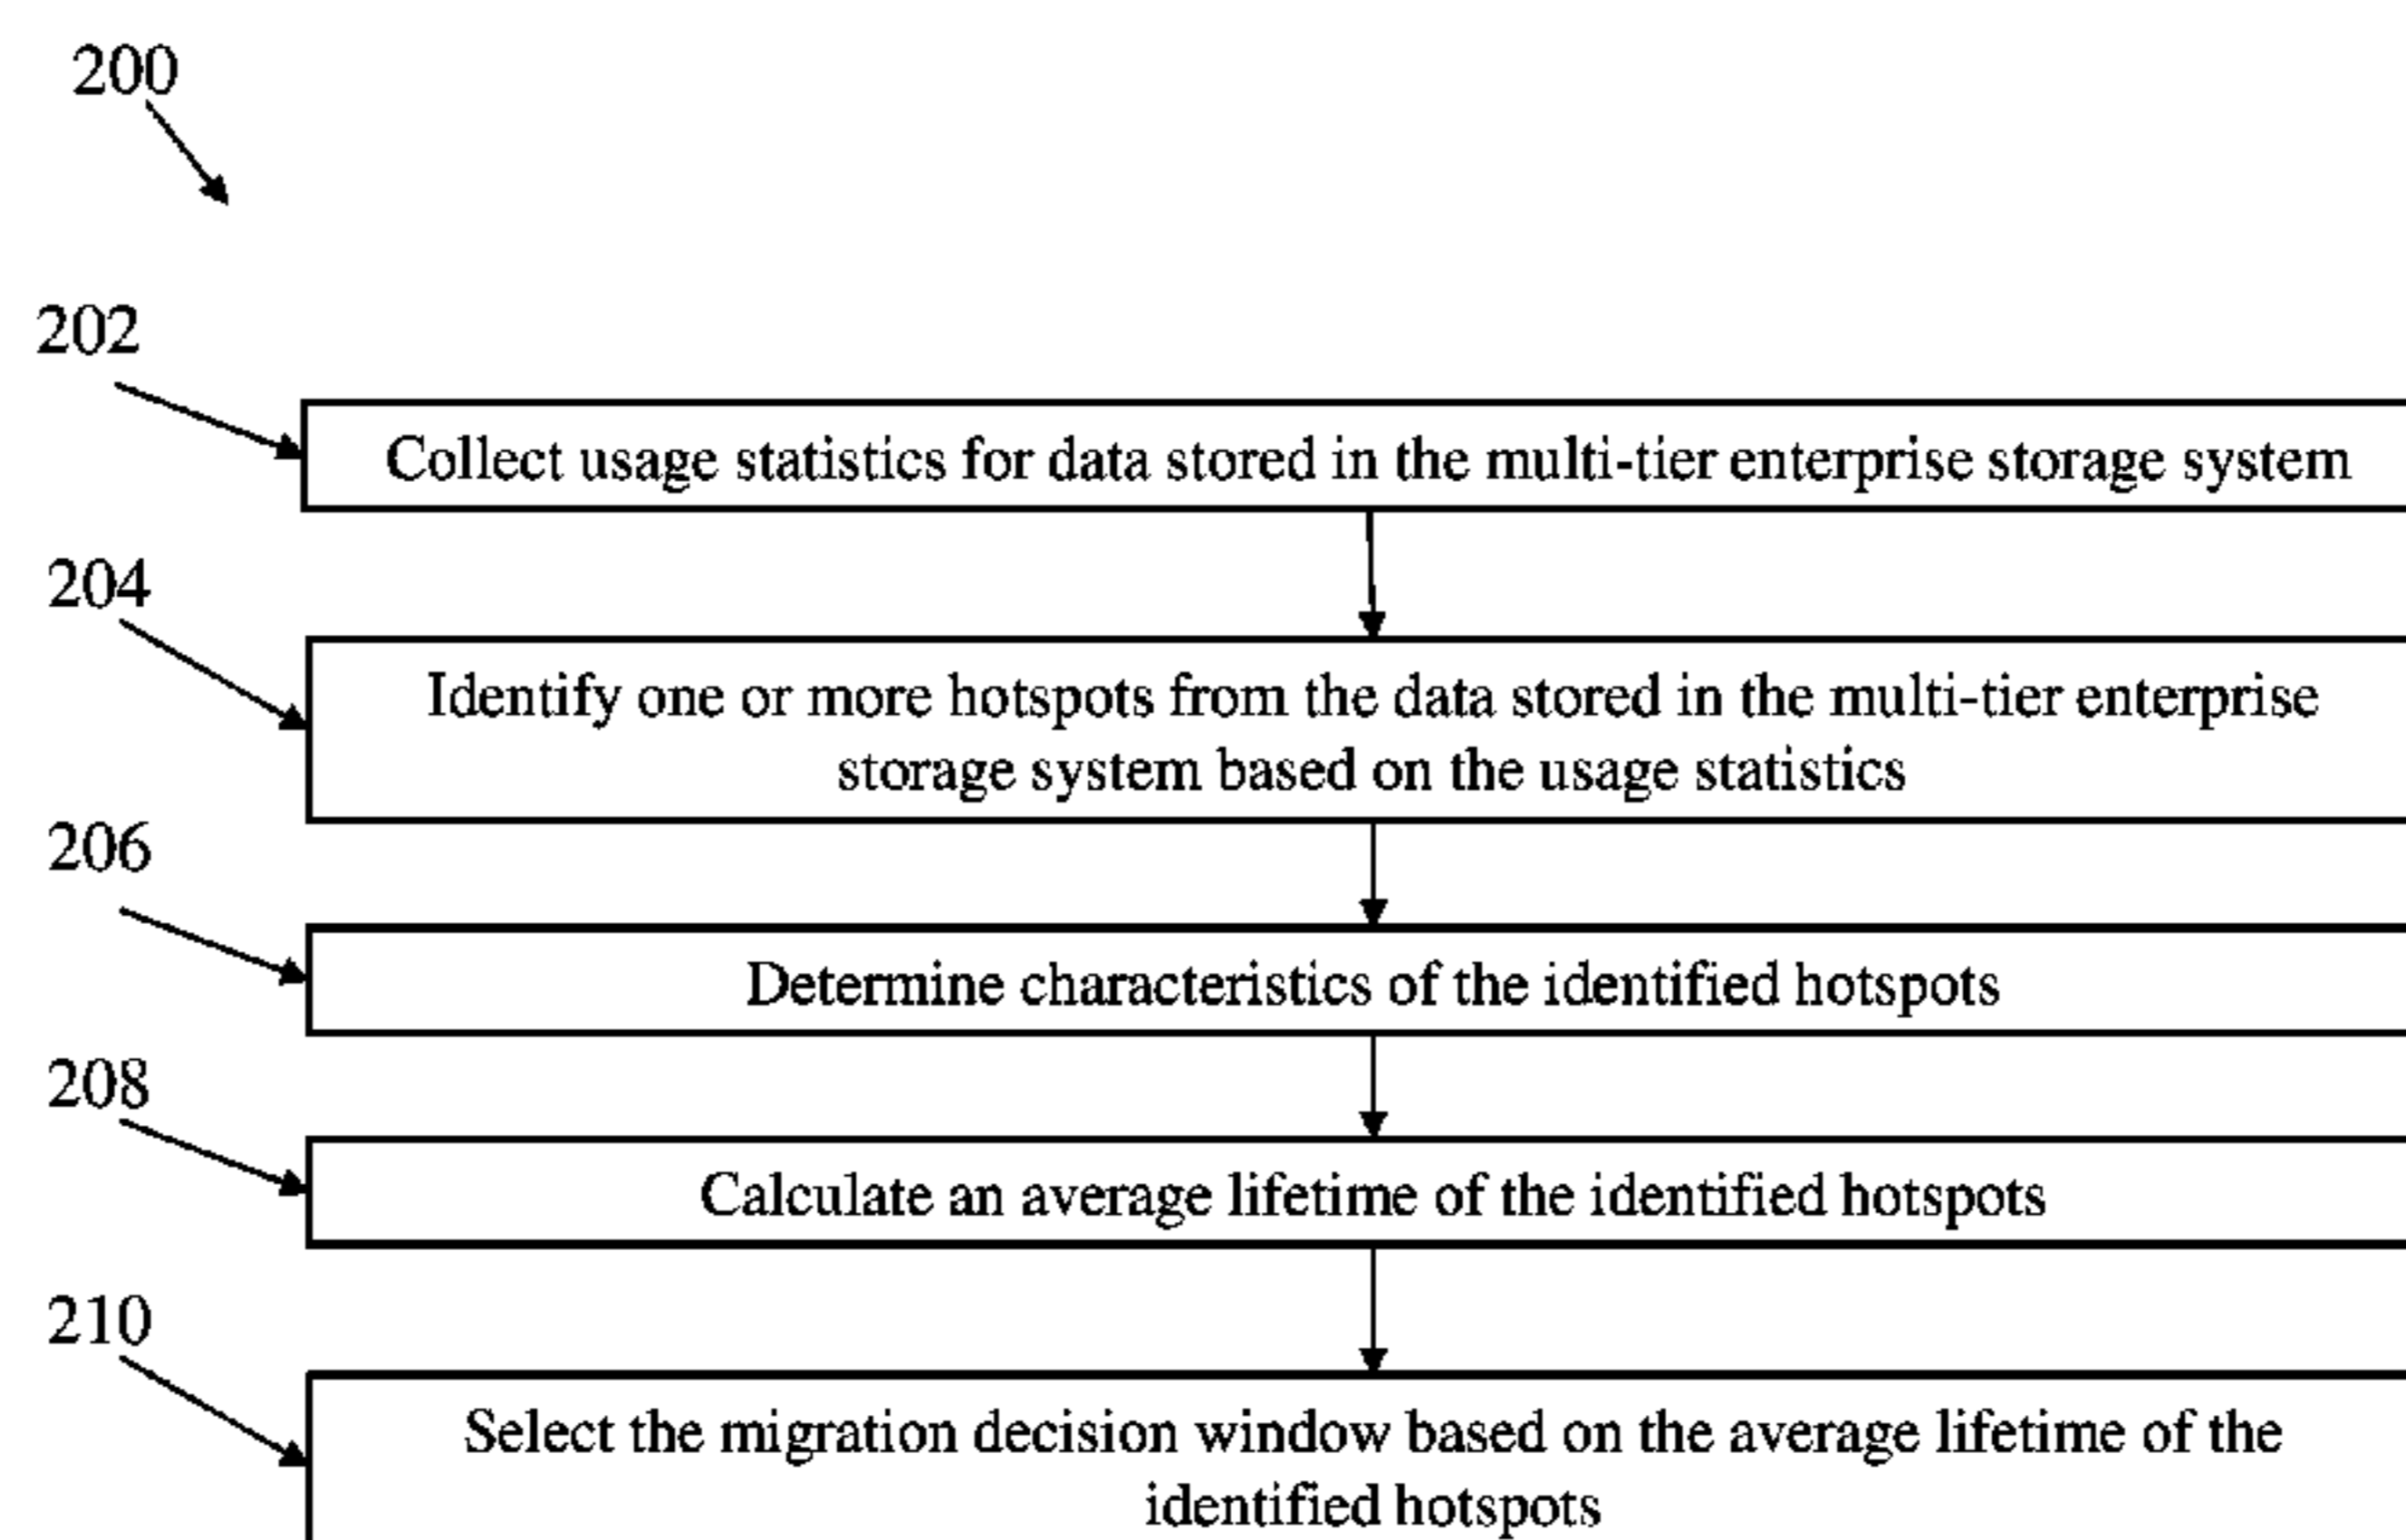 200
202
Collect usage statistics for data stored in the multi-tier enterprise storage system
204
Identify one or more hotspots from the data stored in the multi-tier enterprise
storage system based on the usage statistics
206
Determine characteristics of the identified hotspots
208
Calculate an average lifetime of the identified hotspots
210
Select the migration decision window based on the average lifetime of the
identified hotspots